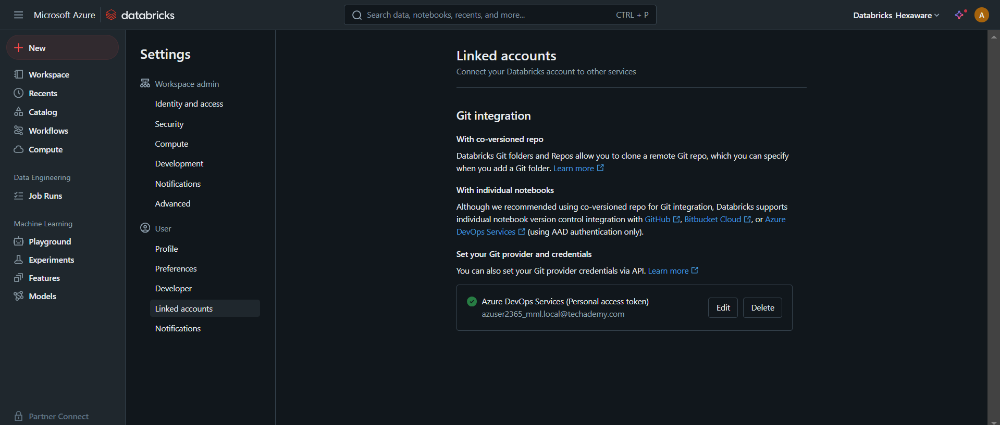 Microsoft Azure databricks
Search data, notebooks, recents, and more... CTRL + P
Databricks_Hexaware
A
New
Workspace
Recents
Catalog
Workflows
Compute
Data Engineering
Job Runs
Machine Learning
Playground
Experiments
Features
Models
Partner Connect
Settings
Workspace admin
Identity and access
Security
Compute
Development
Notifications
Advanced
User
Profile
Preferences
Developer
Linked accounts
Notifications
Linked accounts
Connect your Databricks account to other services
Git integration
With co-versioned repo
Databricks Git folders and Repos allow you to clone a remote Git repo, which you can specify
when you add a Git folder. Learn more
With individual notebooks
Although we recommended using co-versioned repo for Git integration, Databricks supports
individual notebook version control integration with GitHub, Bitbucket Cloud, or Azure
DevOps Services (using AAD authentication only).
Set your Git provider and credentials
You can also set your Git provider credentials via API. Learn more
Azure DevOps Services (Personal access token)
azuser2365_mml.local@techademy.com
Edit
Delete